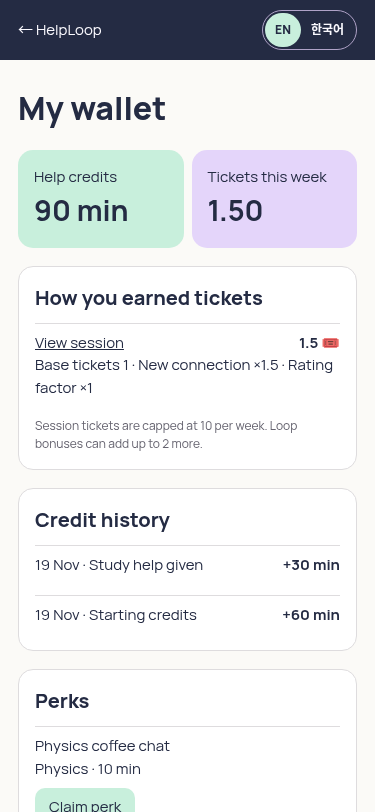 ← HelpLoop
EN 한국어
My wallet
Help credits
90 min
Tickets this week
1.50
How you earned tickets
View session 1.5 🎟️
Base tickets 1 · New connection ×1.5 · Rating
factor ×1
Session tickets are capped at 10 per week. Loop
bonuses can add up to 2 more.
Credit history
19 Nov · Study help given +30 min
19 Nov · Starting credits +60 min
Perks
Physics coffee chat
Physics · 10 min
Claim perk